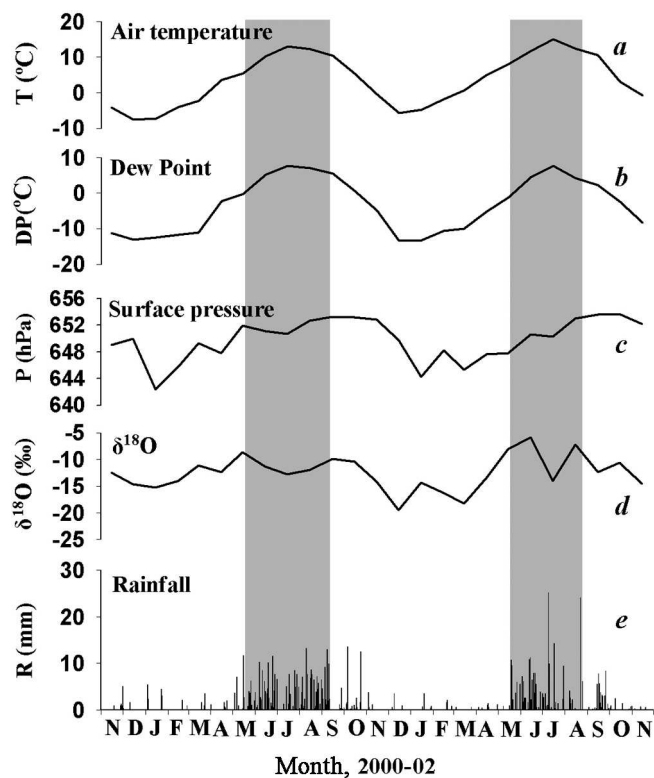 Air temperature
a
T (ºC)
20
10
0
-10
Dew Point
b
DP(ºC)
10
0
-10
-20
Surface pressure
c
P (hPa)
656
652
648
644
640
δ¹⁸O
d
δ¹⁸O (‰)
-5
-10
-15
-20
-25
Rainfall
e
R (mm)
30
20
10
0
N D J F M A M J J A S O N D J F M A M J J A S O N
Month, 2000-02